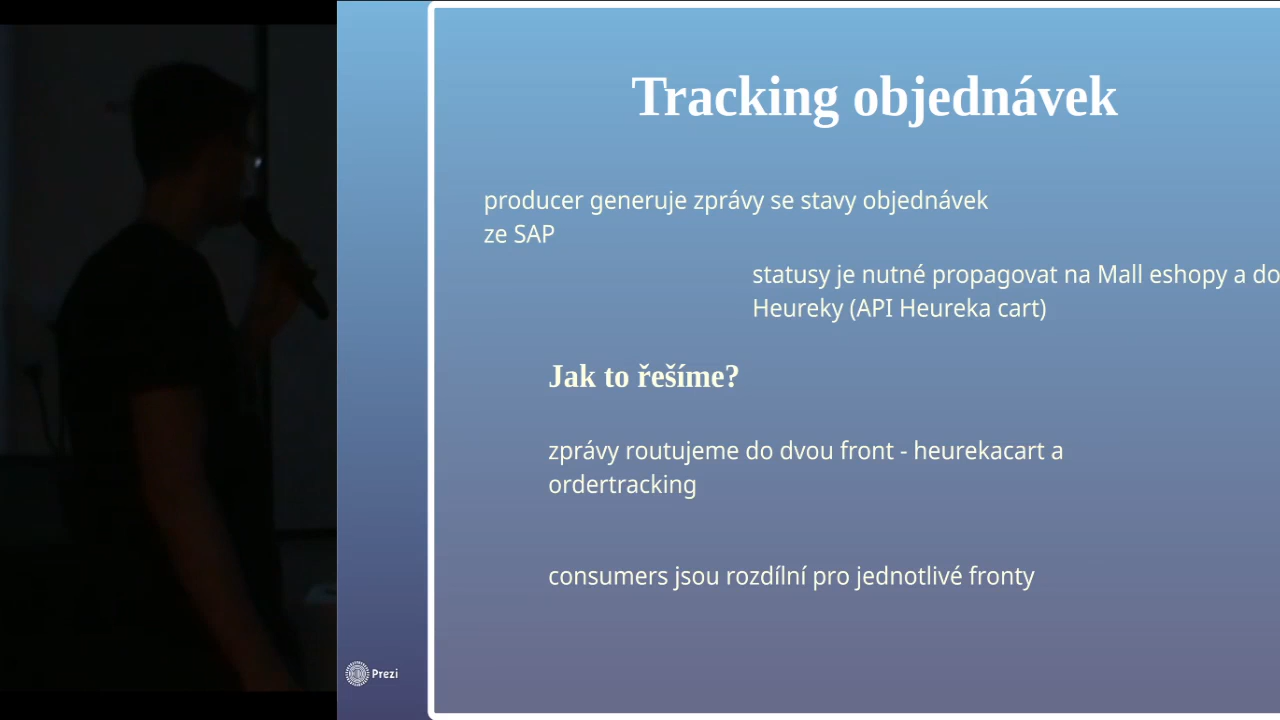 Tracking objednávek
producer generuje zprávy se stavy objednávek
ze SAP
statusy je nutné propagovat na Mall eshopy a do
Heureky (API Heureka cart)
Jak to řešíme?
zprávy routujeme do dvou front - heurekacart a
ordertracking
consumers jsou rozdílní pro jednotlivé fronty
Prezi